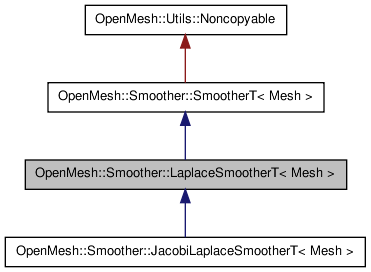 OpenMesh::Utils::Noncopyable
OpenMesh::Smoother::SmootherT< Mesh >
OpenMesh::Smoother::LaplaceSmootherT< Mesh >
OpenMesh::Smoother::JacobiLaplaceSmootherT< Mesh >